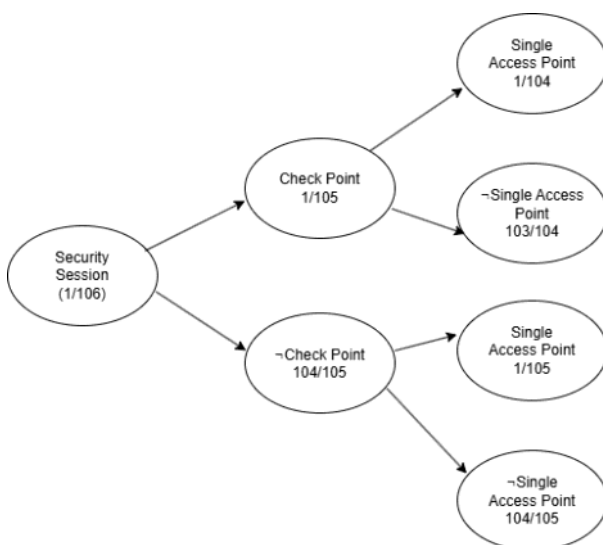 Single
Access Point
1/104
Check Point
1/105
¬Single Access
Point
103/104
Security
Session
(1/106)
Single
Access Point
1/105
¬Check Point
104/105
¬Single
Access Point
104/105